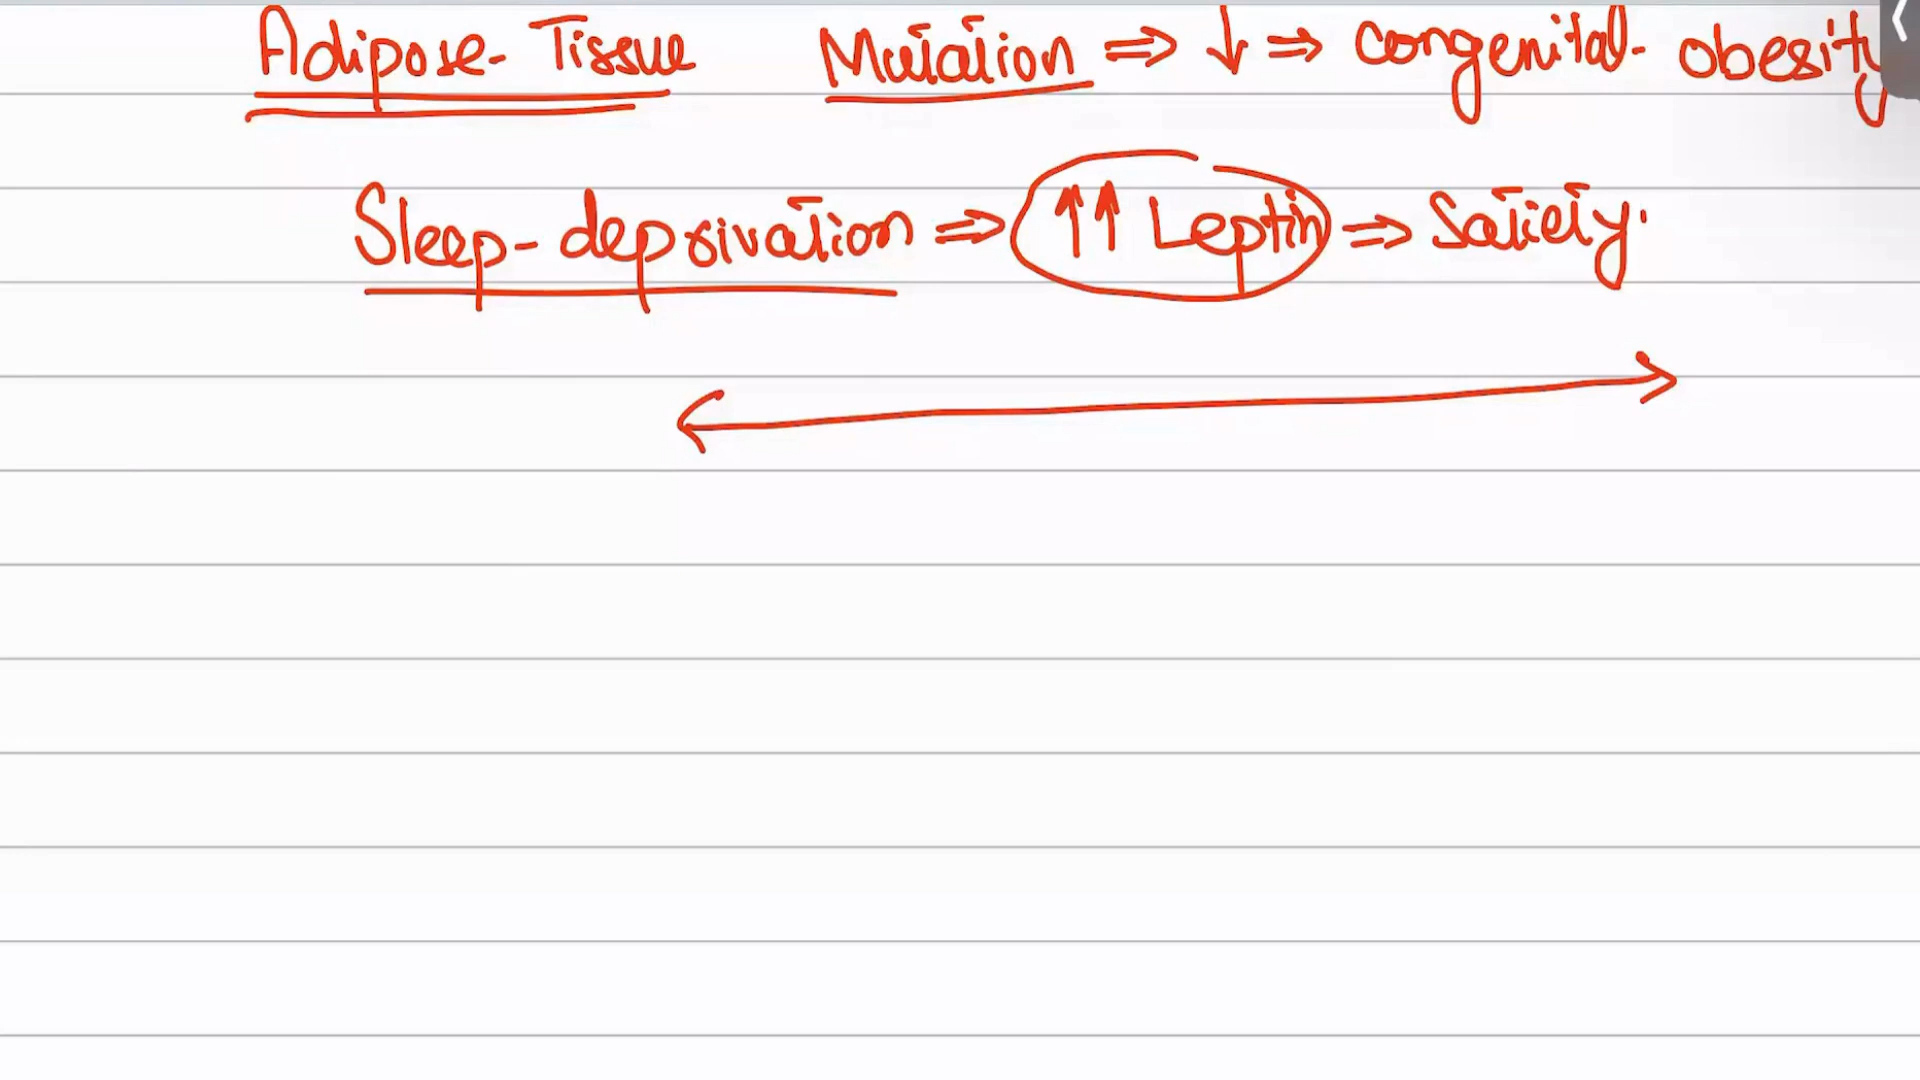 Adipose-Tissue Mutation ⇒ ↓ ⇒ congenital- obesity
Sleep-deprivation ⇒ ↑↑ Leptin ⇒ Satiety.